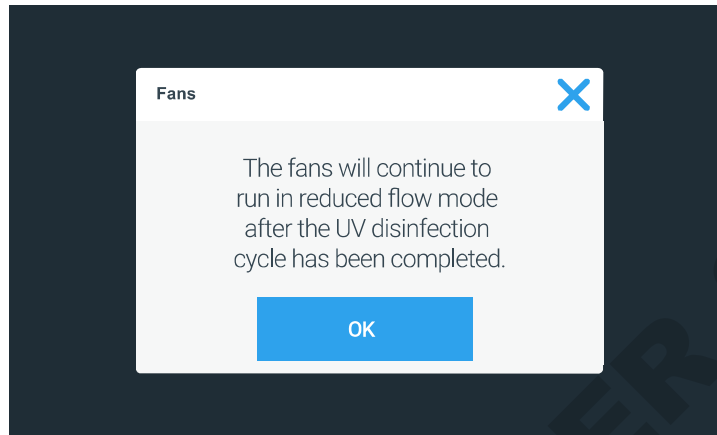 Fans
The fans will continue to
run in reduced flow mode
after the UV disinfection
cycle has been completed.
OK